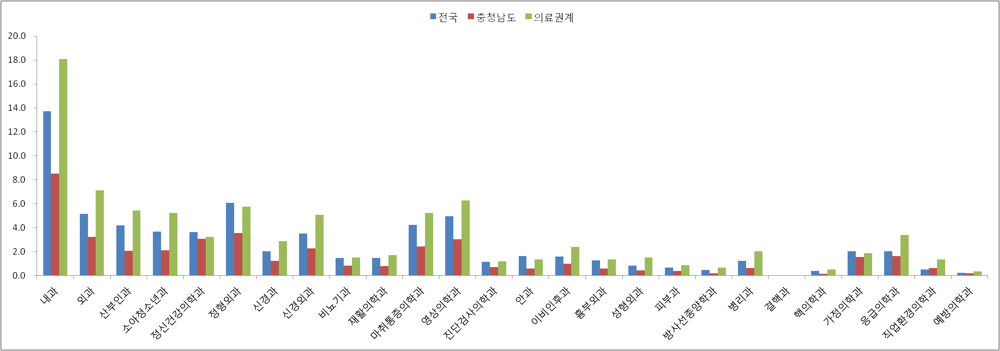 전국 충청남도 의료권계
20.0
18.0
16.0
14.0
12.0
10.0
8.0
6.0
4.0
2.0
0.0
내과
외과
산부인과
소아청소년과
정신건강의학과
정형외과
신경과
신경외과
비뇨기과
재활의학과
마취통증의학과
영상의학과
진단검사의학과
안과
이비인후과
흉부외과
성형외과
피부과
방사선종양학과
병리과
결핵과
핵의학과
가정의학과
응급의학과
직업환경의학과
예방의학과